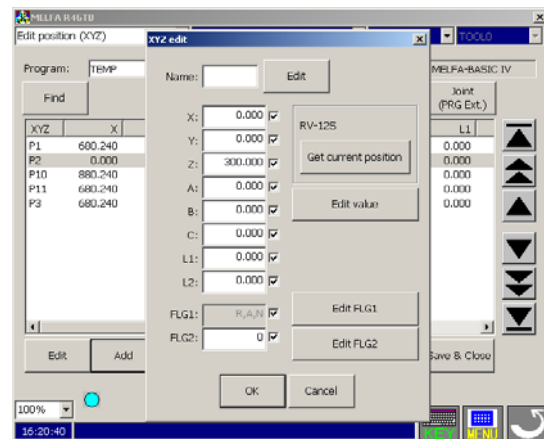 MELFA R46TB
Edit position (XYZ)
XYZ edit
TOOL0
Program:
TEMP
Name:
Edit
MELFA-BASIC IV
Find
Joint
(PRG Ext.)
X:
0.000
RV-12S
XYZ
X
L1
Y:
0.000
P1
680.240
0.000
Get current position
P2
0.000
Z:
300.000
0.000
P10
880.240
A:
0.000
0.000
P11
680.240
0.000
P3
680.240
B:
0.000
Edit value
0.000
C:
0.000
L1:
0.000
L2:
0.000
FLG1:
R,A,N
Edit FLG1
FLG2:
0
Edit FLG2
Edit
Add
Save & Close
OK
Cancel
100%
16:20:40
KEY
MENU